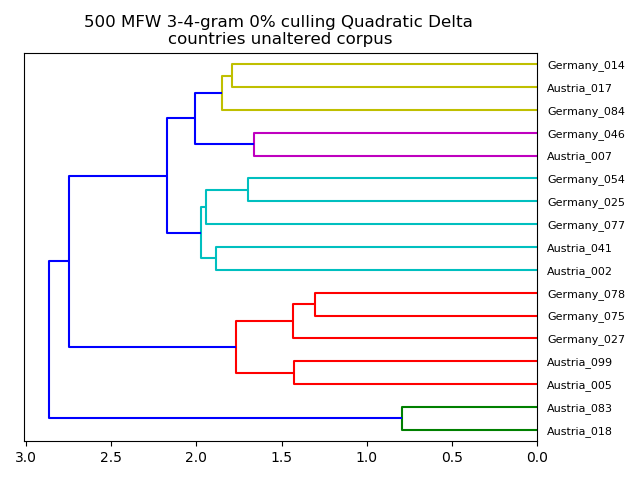 500 MFW 3-4-gram 0% culling Quadratic Delta
countries unaltered corpus
Germany_014
Austria_017
Germany_084
Germany_046
Austria_007
Germany_054
Germany_025
Germany_077
Austria_041
Austria_002
Germany_078
Germany_075
Germany_027
Austria_099
Austria_005
Austria_083
Austria_018
3.0 2.5 2.0 1.5 1.0 0.5 0.0